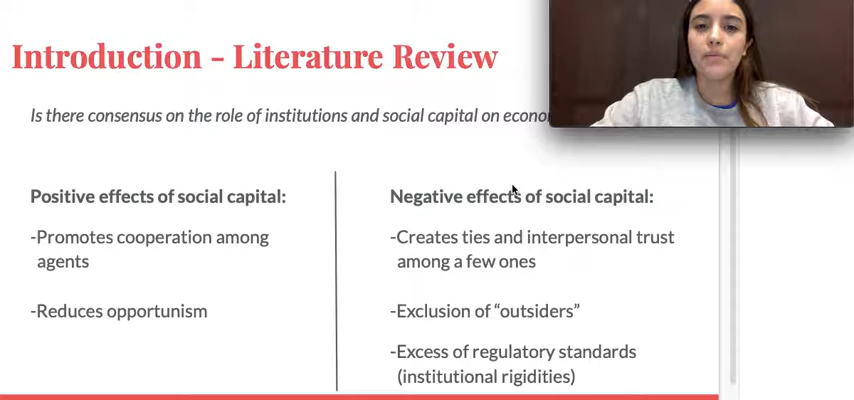 Introduction - Literature Review
Is there consensus on the role of institutions and social capital on
Positive effects of social capital:
-Promotes cooperation among
agents
-Reduces opportunism
Negative effects of social capital:
-Creates ties and interpersonal trust
among a few ones
-Exclusion of “outsiders”
-Excess of regulatory standards
(institutional rigidities)